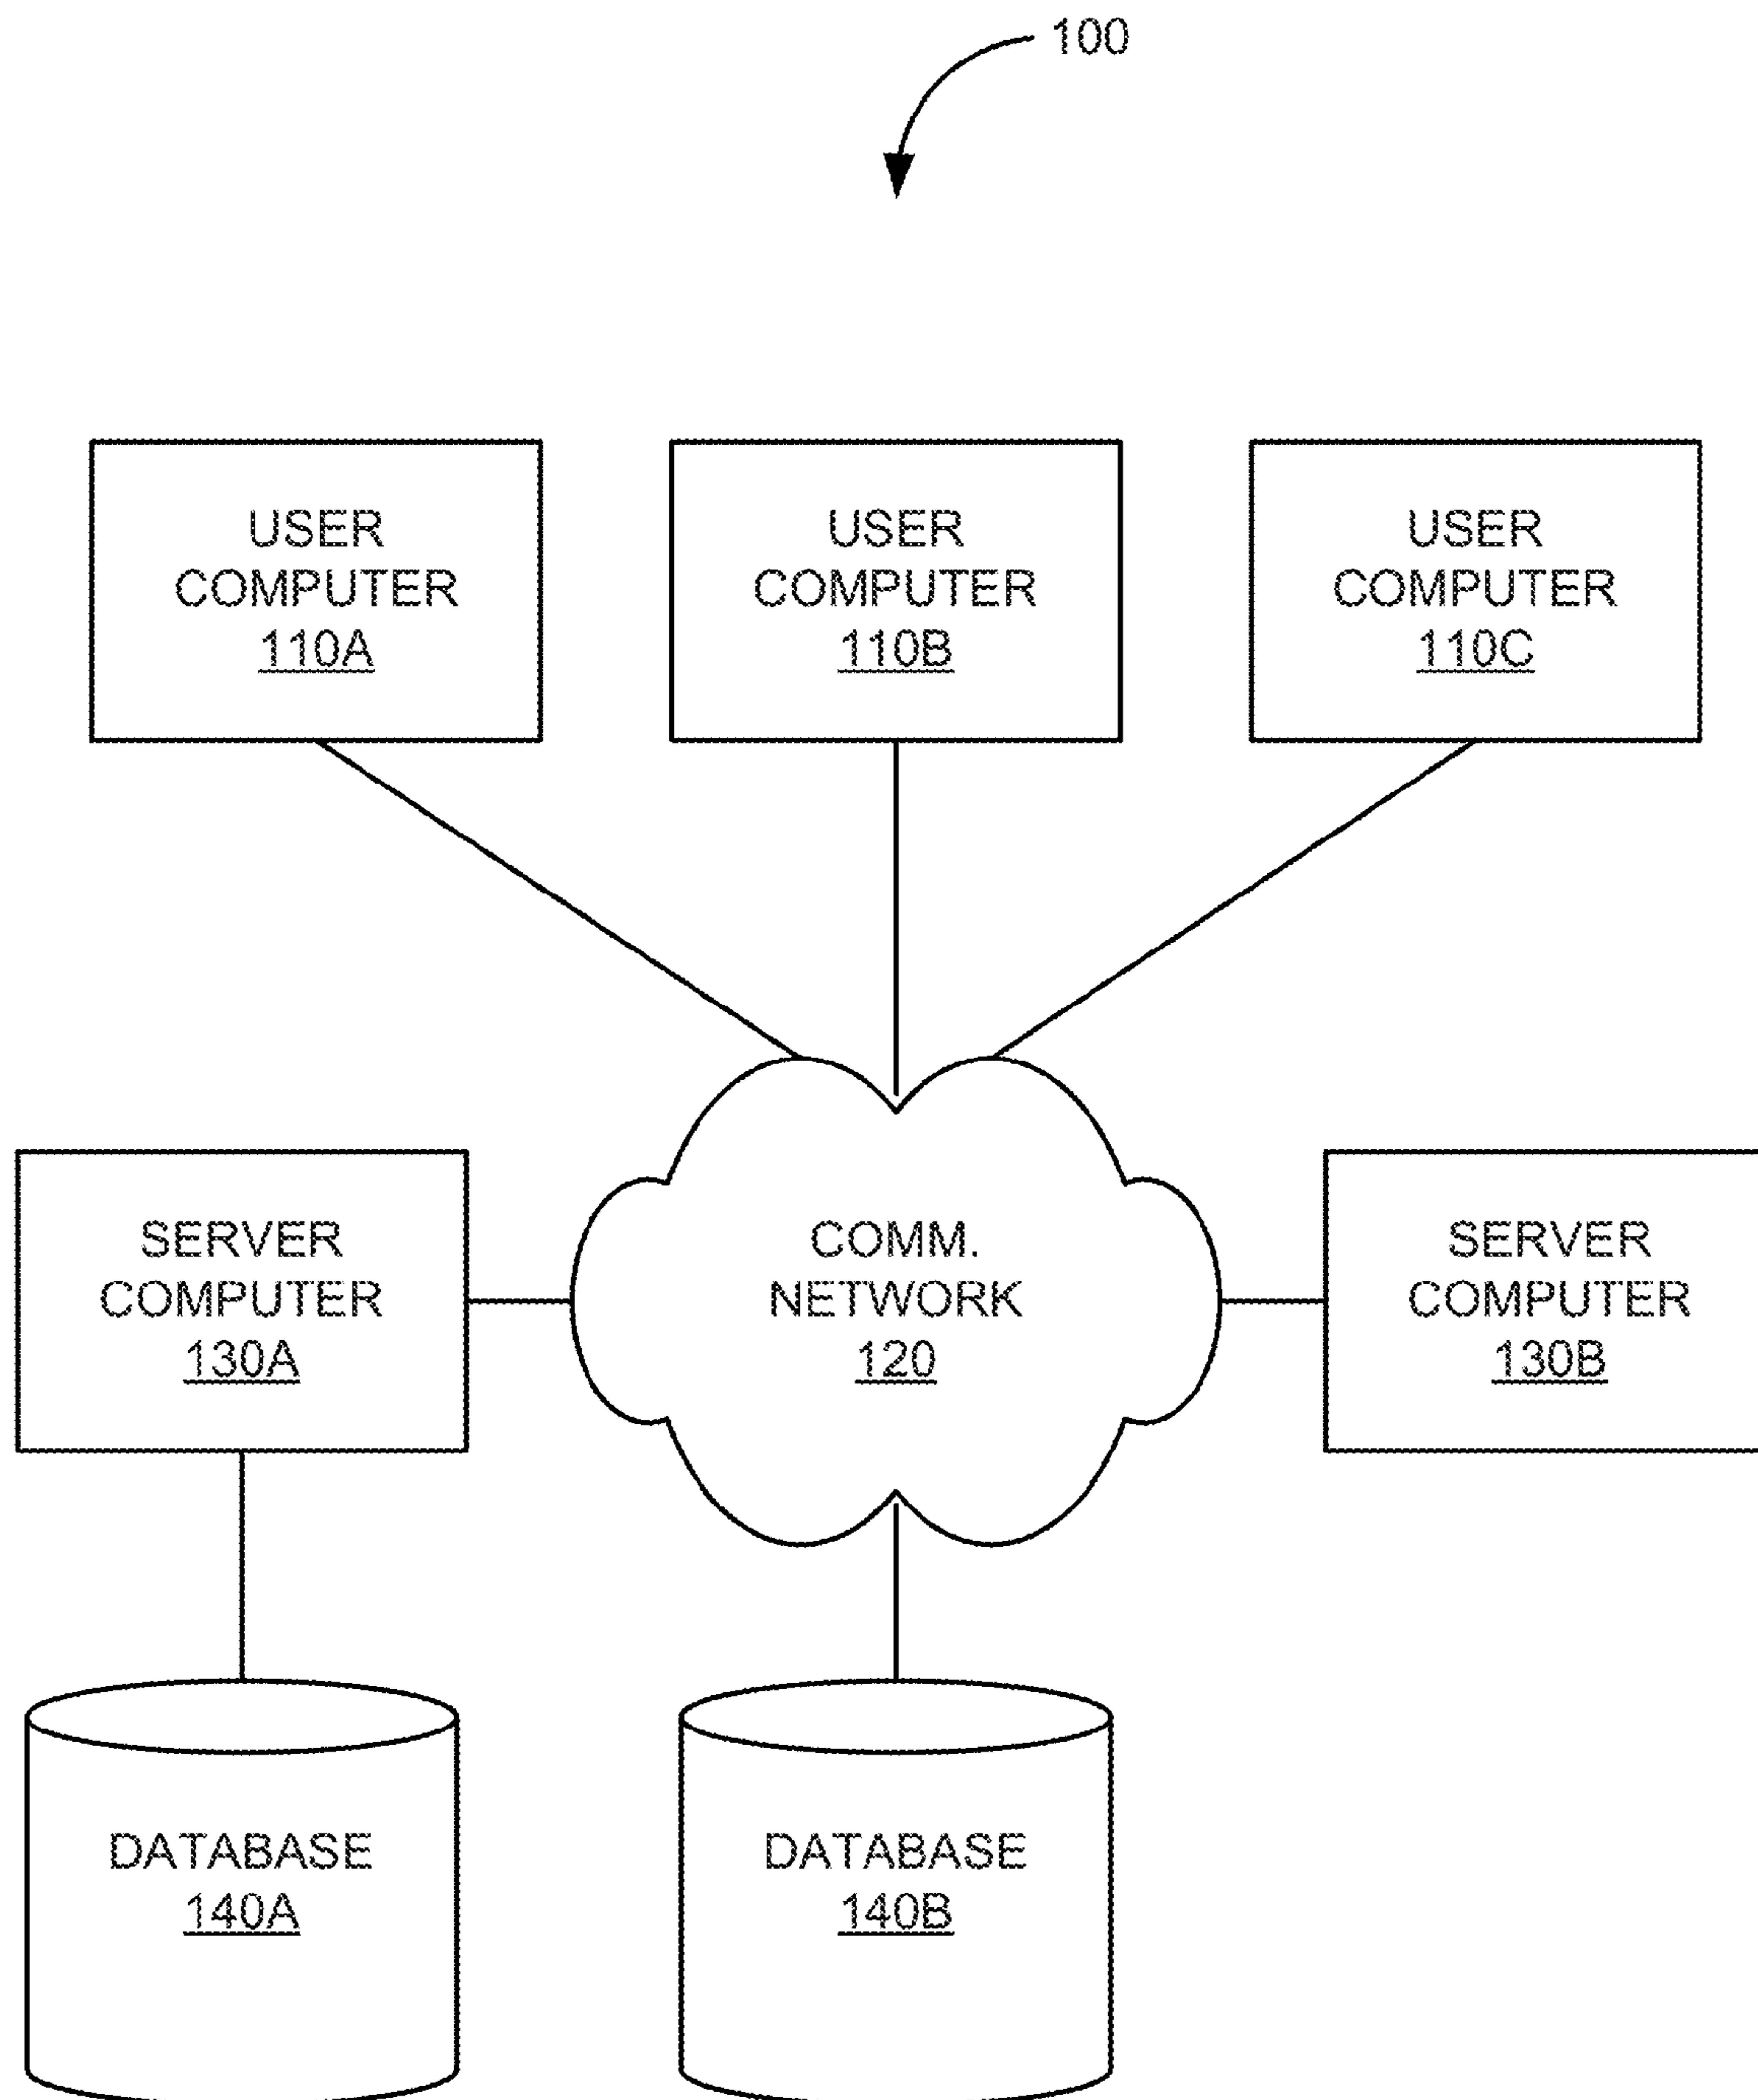 100
USER
COMPUTER
110A
USER
COMPUTER
110B
USER
COMPUTER
110C
SERVER
COMPUTER
130A
COMM.
NETWORK
120
SERVER
COMPUTER
130B
DATABASE
140A
DATABASE
140B